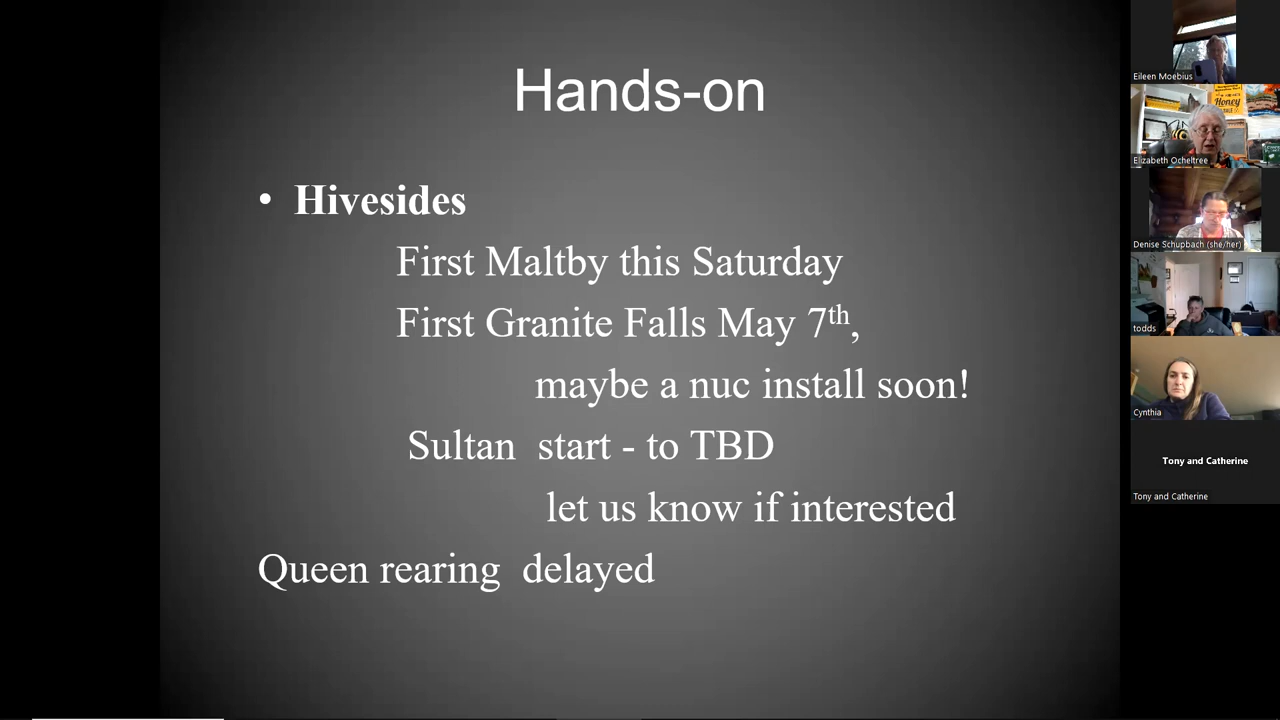 Hands-on
• Hivesides
First Maltby this Saturday
First Granite Falls May 7th,
maybe a nuc install soon!
Sultan start - to TBD
let us know if interested
Queen rearing delayed
Eileen Moebius
Honey
Elizabeth Ocheltree
Denise Schupbach (she/her)
todds
Cynthia
Tony and Catherine
Tony and Catherine